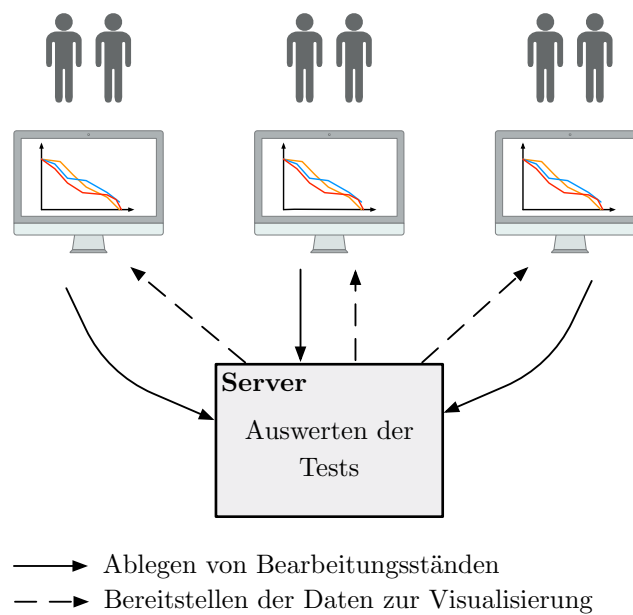 Server
Auswerten der
Tests
Ablegen von Bearbeitungsständen
Bereitstellen der Daten zur Visualisierung